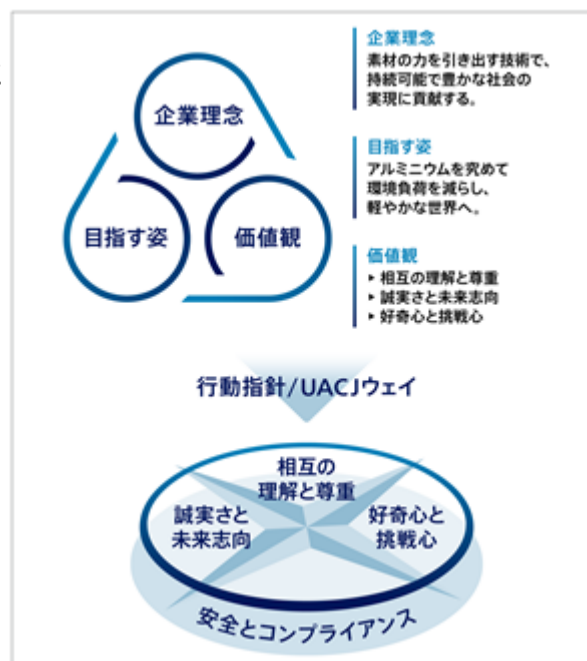 企業理念
目指す姿
価値観
企業理念
素材の力を引き出す技術で、
持続可能で豊かな社会の
実現に貢献する。
目指す姿
アルミニウムを究めて
環境負荷を減らし、
軽やかな世界へ。
価値観
▶ 相互の理解と尊重
▶ 誠実さと未来志向
▶ 好奇心と挑戦心
行動指針/UACJウェイ
相互の
理解と尊重
誠実さと
未来志向
好奇心と
挑戦心
安全とコンプライアンス